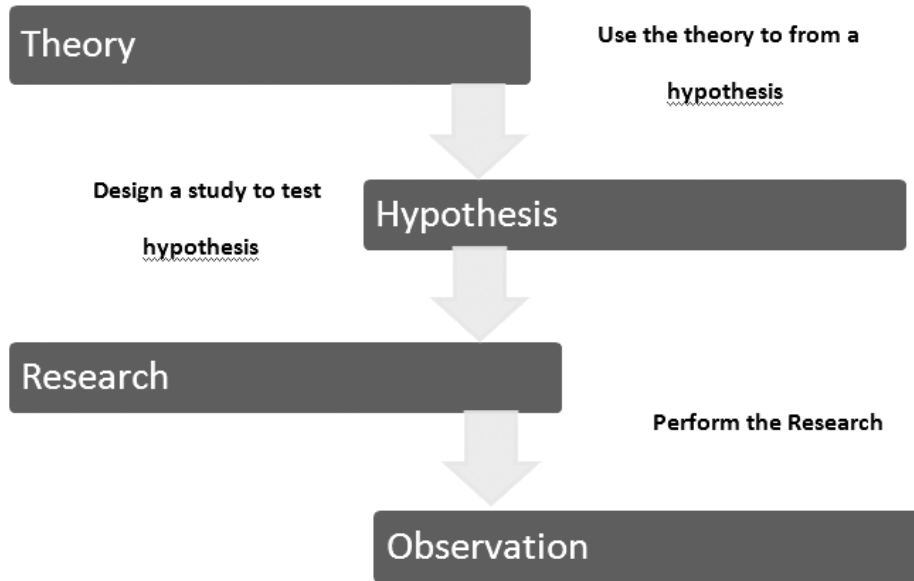 Theory
Use the theory to from a
hypothesis
Design a study to test
hypothesis
Hypothesis
Research
Perform the Research
Observation